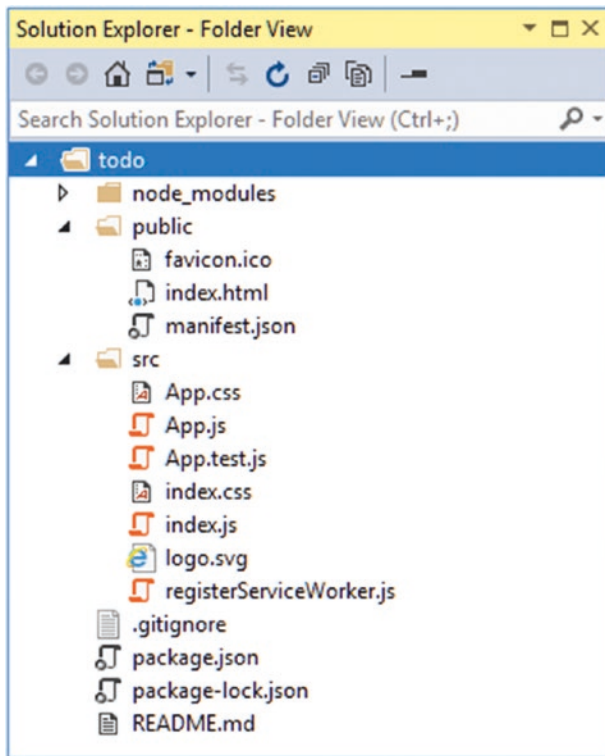 Solution Explorer - Folder View
Search Solution Explorer - Folder View (Ctrl+;)
todo
node_modules
public
favicon.ico
index.html
manifest.json
src
App.css
App.js
App.test.js
index.css
index.js
logo.svg
registerServiceWorker.js
.gitignore
package.json
package-lock.json
README.md